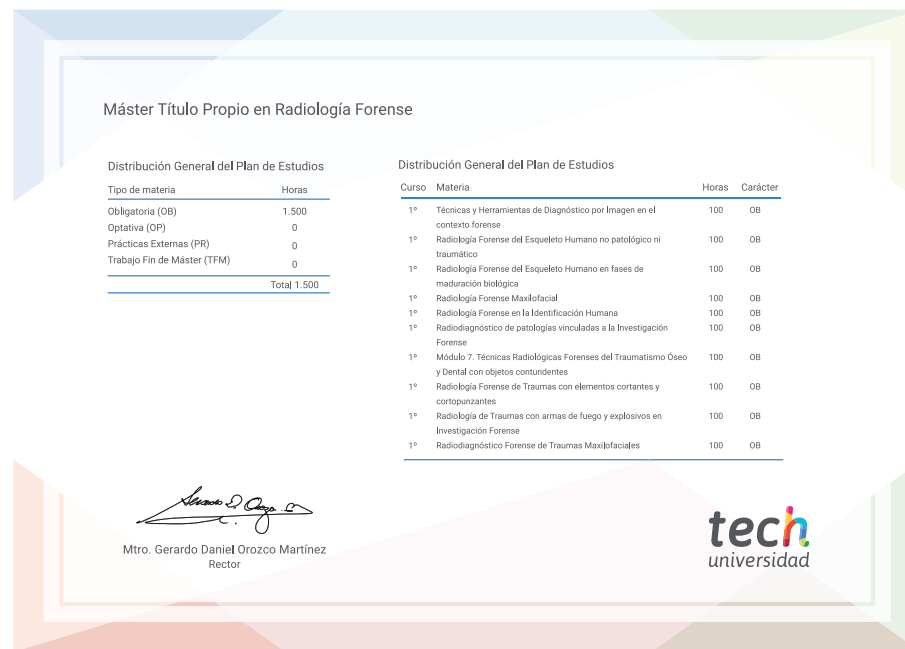 Máster Título Propio en Radiología Forense
Distribución General del Plan de Estudios
Tipo de materia Horas
Obligatoria (OB) 1.500
Optativa (OP) 0
Prácticas Externas (PR) 0
Trabajo Fin de Máster (TFM) 0
Total 1.500
Distribución General del Plan de Estudios
Curso Materia Horas Carácter
1º Técnicas y Herramientas de Diagnóstico por Imagen en el 100 OB
contexto forense
1º Radiología Forense del Esqueleto Humano no patológico ni 100 OB
traumático
1º Radiología Forense del Esqueleto Humano en fases de 100 OB
maduración biológica
1º Radiología Forense Maxilofacial 100 OB
1º Radiología Forense en la Identificación Humana 100 OB
1º Radiodiagnóstico de patologías vinculadas a la Investigación 100 OB
Forense
1º Módulo 7. Técnicas Radiológicas Forenses del Traumatismo Óseo 100 OB
y Dental con objetos contundentes
1º Radiología Forense de Traumas con elementos cortantes y 100 OB
cortopunzantes
1º Radiología de Traumas con armas de fuego y explosivos en 100 OB
Investigación Forense
1º Radiodiagnóstico Forense de Traumas Maxilofaciales 100 OB
Mtro. Gerardo Daniel Orozco Martínez
Rector
tech
universidad